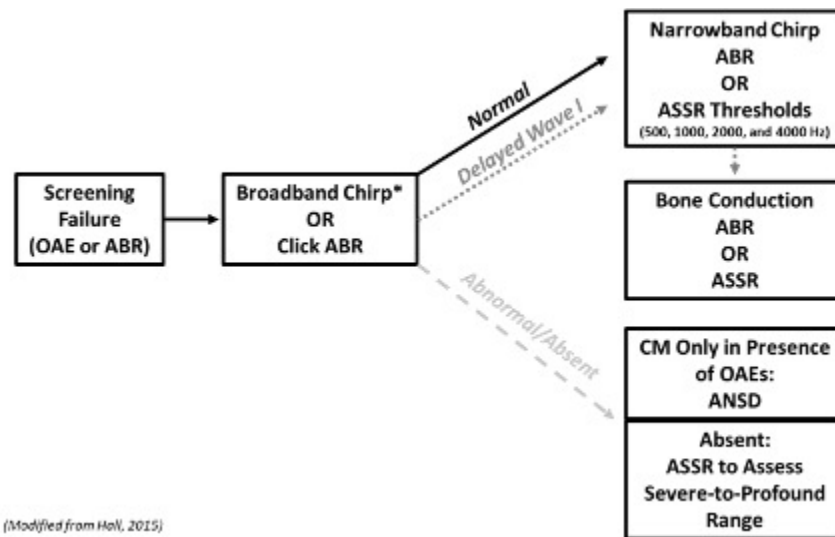 Screening
Failure
(OAE or ABR)
Broadband Chirp*
OR
Click ABR
Normal
Delayed Wave I
Abnormal/Absent
Narrowband Chirp
ABR
OR
ASSR Thresholds
(500, 1000, 2000, and 4000 Hz)
Bone Conduction
ABR
OR
ASSR
CM Only in Presence
of OAEs:
ANSD
Absent:
ASSR to Assess
Severe-to-Profound
Range
(Modified from Hall, 2015)